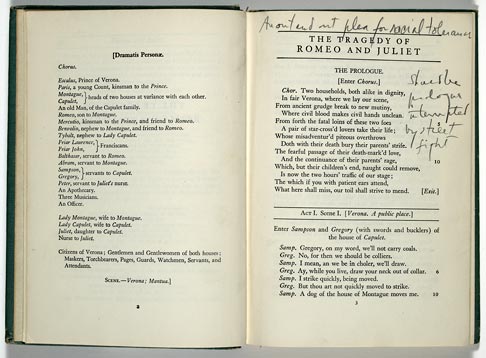 [Dramatis Personæ.
Chorus.
Escalus, Prince of Verona.
Paris, a young Count, kinsman to the Prince.
Montague, } heads of two houses at variance with each other.
Capulet,
An old Man, of the Capulet family.
Romeo, son to Montague.
Mercutio, kinsman to the Prince, and friend to Romeo.
Benvolio, nephew to Montague, and friend to Romeo.
Tybalt, nephew to Lady Capulet.
Friar Lawrence, } Franciscans.
Friar John,
Balthasar, servant to Romeo.
Abram, servant to Montague.
Sampson, } servants to Capulet.
Gregory,
Peter, servant to Juliet's nurse.
An Apothecary.
Three Musicians.
An Officer.
Lady Montague, wife to Montague.
Lady Capulet, wife to Capulet.
Juliet, daughter to Capulet.
Nurse to Juliet.
Citizens of Verona; Gentlemen and Gentlewomen of both houses;
Maskers, Torchbearers, Pages, Guards, Watchmen, Servants, and
Attendants.
Scene.—Verona; Mantua.]
2
An out and out plea for racial tolerance
THE TRAGEDY OF
ROMEO AND JULIET
THE PROLOGUE.
[Enter Chorus.]
Chor. Two households, both alike in dignity,
In fair Verona, where we lay our scene,
From ancient grudge break to new mutiny,
Where civil blood makes civil hands unclean.
From forth the fatal loins of these two foes 5
A pair of star-cross'd lovers take their life;
Whose misadventur'd piteous overthrows
Doth with their death bury their parents' strife.
The fearful passage of their death-mark'd love,
And the continuance of their parents' rage, 10
Which, but their children's end, nought could remove,
Is now the two hours' traffic of our stage;
The which if you with patient ears attend,
What here shall miss, our toil shall strive to mend. [Exit.]
prologue
interrupted
by street
fight
Act I. Scene I. [Verona. A public place.]
Enter Sampson and Gregory (with swords and bucklers) of
the house of Capulet.
Samp. Gregory, on my word, we'll not carry coals.
Greg. No, for then we should be colliers.
Samp. I mean, an we be in choler, we'll draw.
Greg. Ay, while you live, draw your neck out of collar. 6
Samp. I strike quickly, being moved.
Greg. But thou art not quickly moved to strike.
Samp. A dog of the house of Montague moves me. 10
3